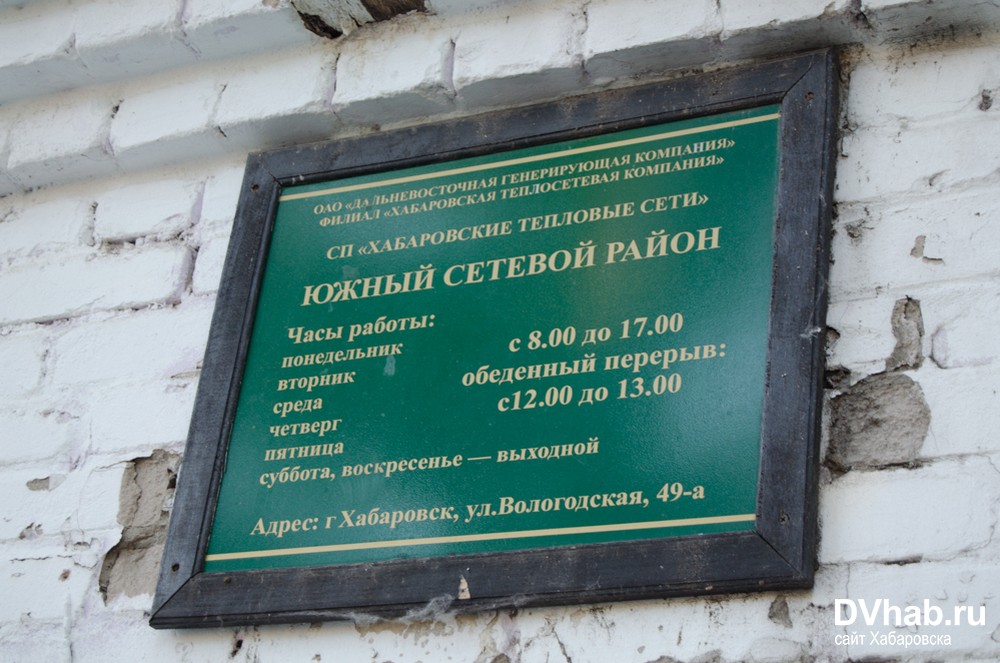 ОАО «ДАЛЬНЕВОСТОЧНАЯ ГЕНЕРИРУЮЩАЯ КОМПАНИЯ»
ФИЛИАЛ «ХАБАРОВСКАЯ ТЕПЛОСЕТЕВАЯ КОМПАНИЯ»
СП «ХАБАРОВСКИЕ ТЕПЛОВЫЕ СЕТИ»
ЮЖНЫЙ СЕТЕВОЙ РАЙОН
Часы работы:
понедельник
вторник
среда
четверг
пятница
с 8.00 до 17.00
обеденный перерыв:
с12.00 до 13.00
суббота, воскресенье — выходной
Адрес: г Хабаровск, ул.Вологодская, 49-а
DVhab.ru
сайт Хабаровска